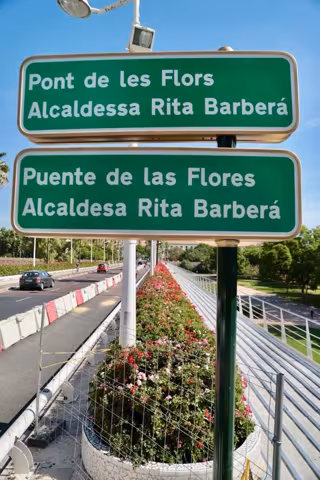 Pont de les Flors
Alcaldessa Rita Barberá
Puente de las Flores
Alcaldesa Rita Barberá